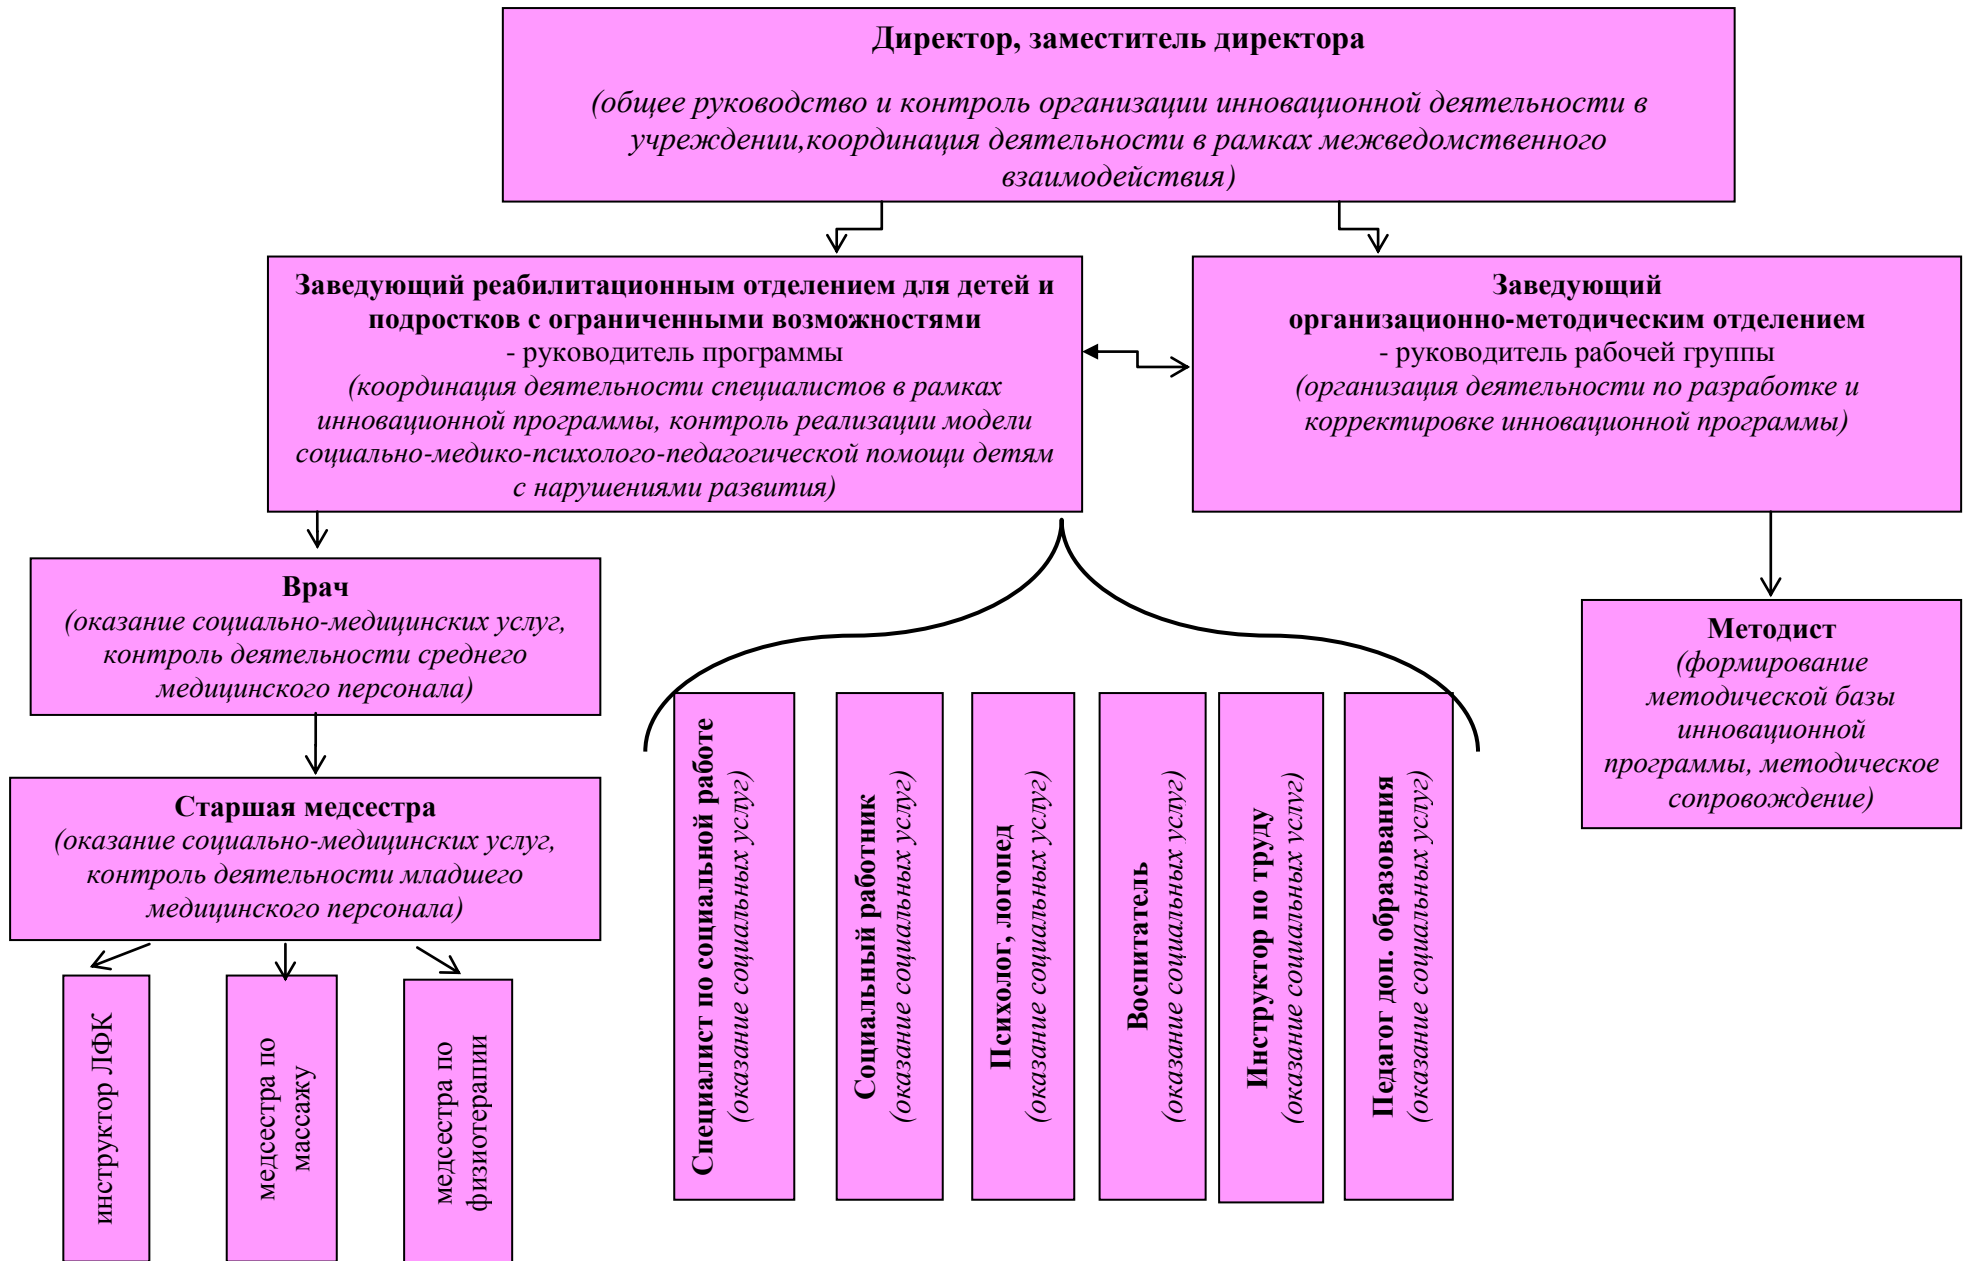 Директор, заместитель директора
(общее руководство и контроль организации инновационной деятельности в
учреждении,координация деятельности в рамках межведомственного
взаимодействия)
Заведующий реабилитационным отделением для детей и
подростков с ограниченными возможностями
- руководитель программы
(координация деятельности специалистов в рамках
инновационной программы, контроль реализации модели
социально-медико-психолого-педагогической помощи детям
с нарушениями развития)
Заведующий
организационно-методическим отделением
- руководитель рабочей группы
(организация деятельности по разработке и
корректировке инновационной программы)
Врач
(оказание социально-медицинских услуг,
контроль деятельности среднего
медицинского персонала)
Методист
(формирование
методической базы
инновационной
программы, методическое
сопровождение)
Старшая медсестра
(оказание социально-медицинских услуг,
контроль деятельности младшего
медицинского персонала)
Специалист по социальной работе
(оказание социальных услуг)
Социальный работник
(оказание социальных услуг)
Психолог, логопед
(оказание социальных услуг)
Воспитатель
(оказание социальных услуг)
Инструктор по труду
(оказание социальных услуг)
Педагог доп. образования
(оказание социальных услуг)
инструктор ЛФК
медсестра по
массажу
медсестра по
физиотерапии